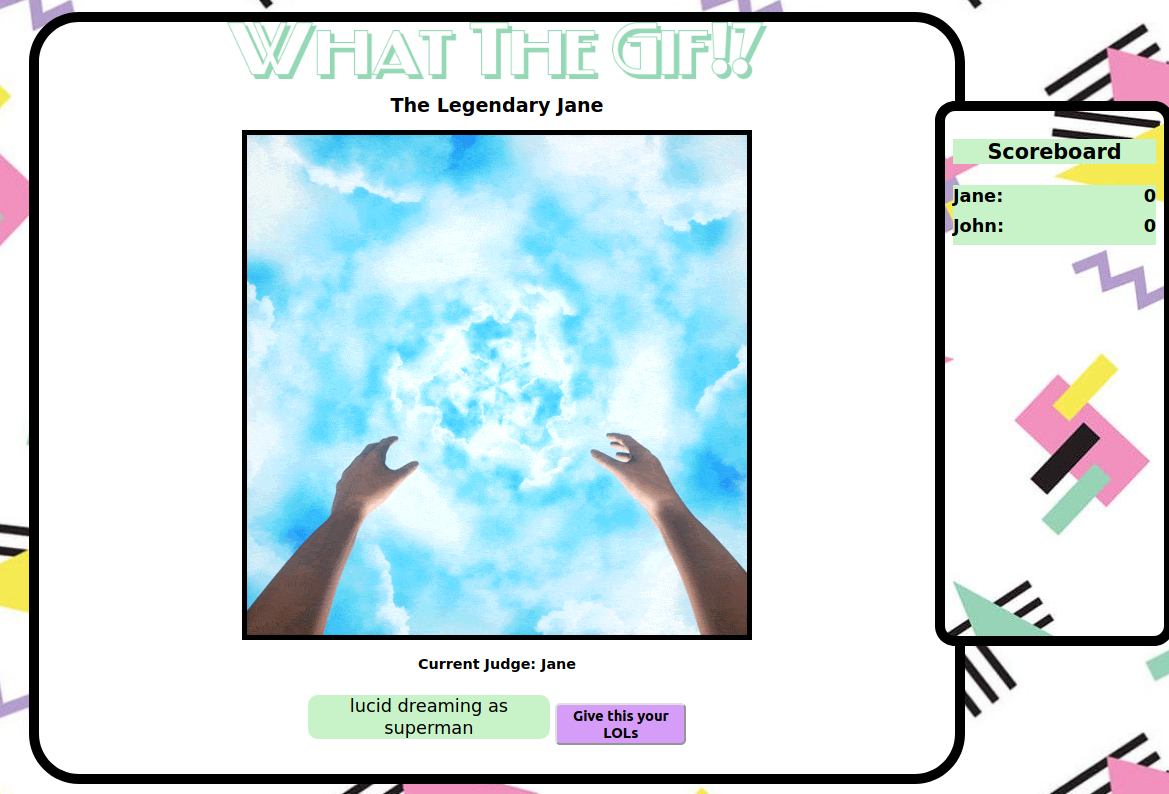 What The Gif!?
The Legendary Jane
Scoreboard
Jane: 0
John: 0
Current Judge: Jane
lucid dreaming as
superman
Give this your
LOLs